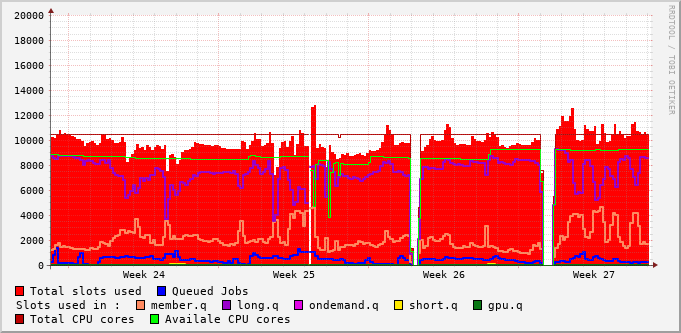 RRDTOOL / TOBI OETIKER
20000
18000
16000
14000
12000
10000
8000
6000
4000
2000
0
Week 24 Week 25 Week 26 Week 27
Total slots used Queued Jobs
Slots used in : member.q long.q ondemand.q short.q gpu.q
Total CPU cores Availale CPU cores